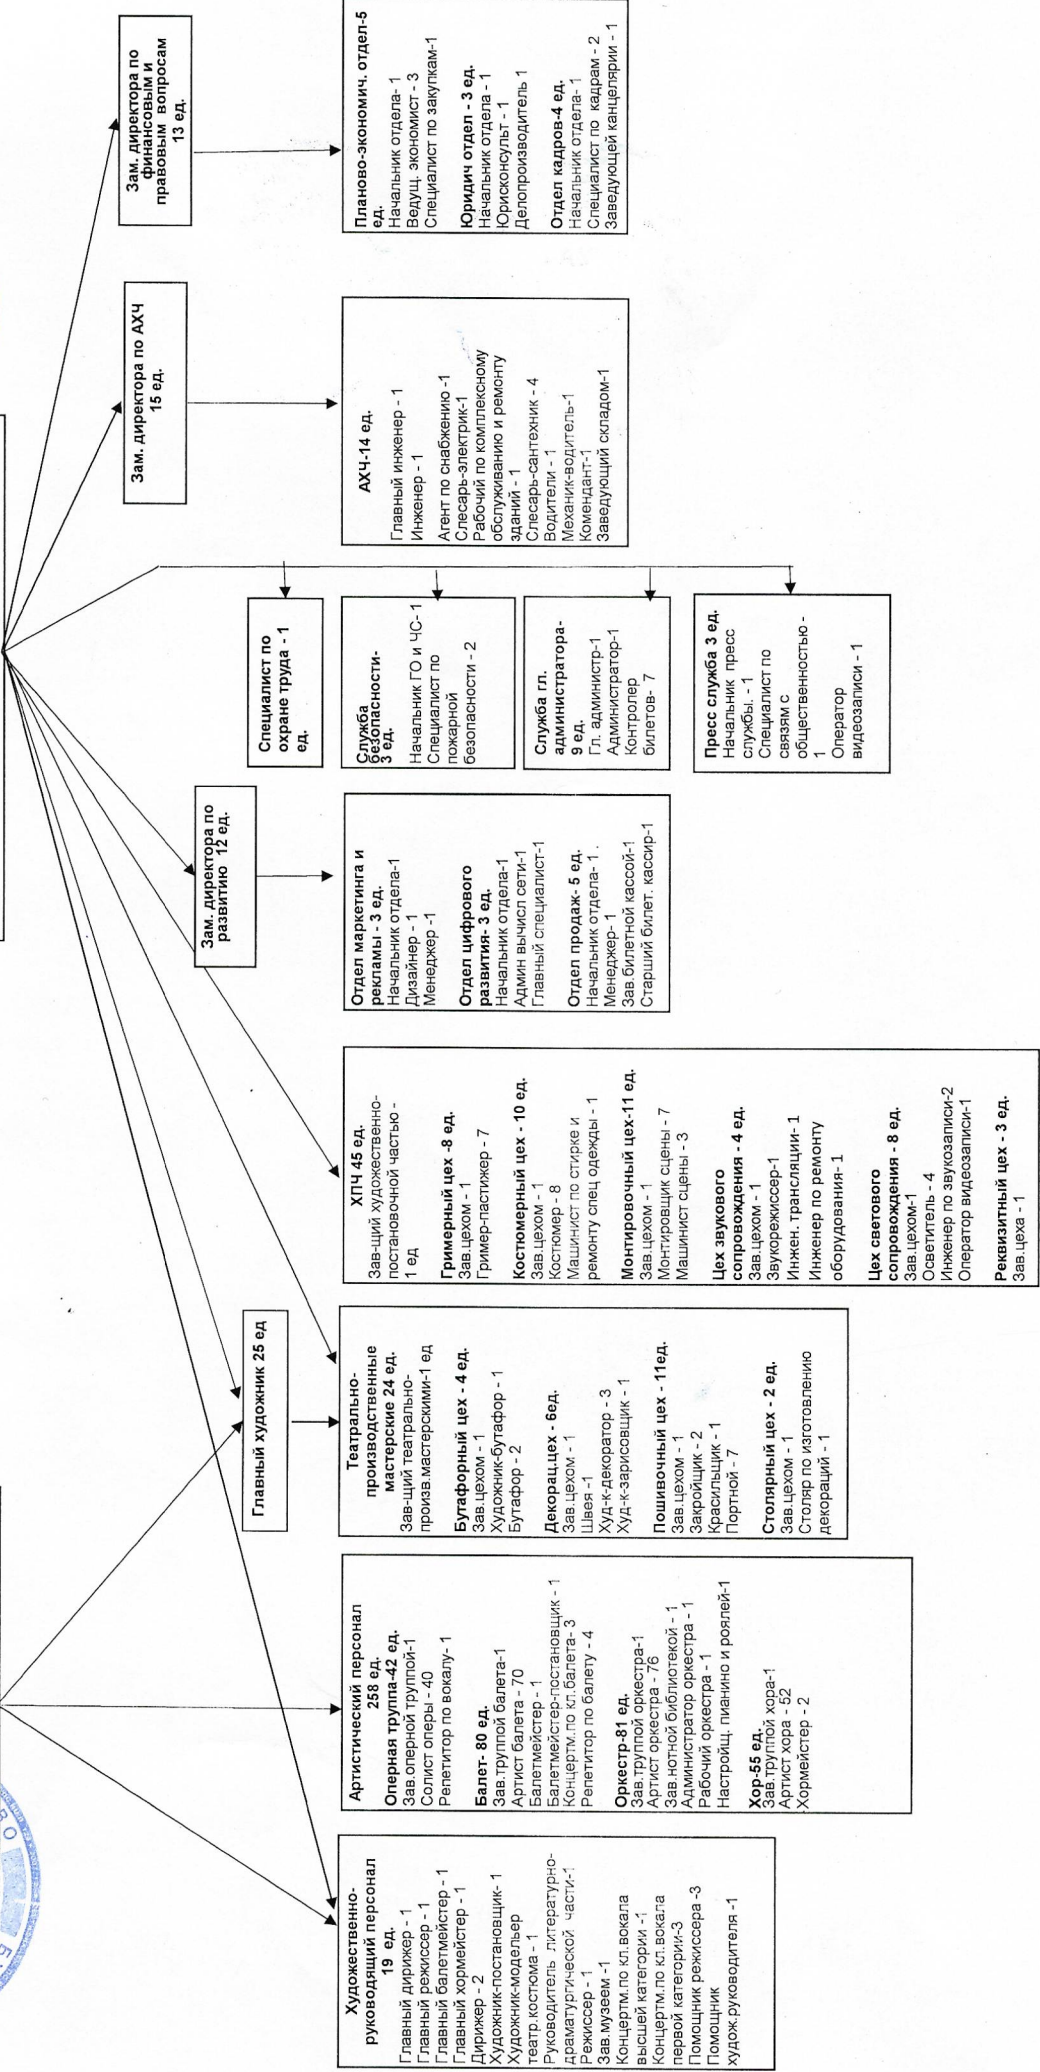 Художественно-
руководящий персонал
19 ед.
Главный дирижер - 1
Главный режиссер - 1
Главный балетмейстер - 1
Главный хормейстер - 1
Дирижер - 2
Художник-постановщик- 1
Художник-модельер
театр.костюма - 1
Руководитель литературно-
драматургической части-1
Режиссер - 1
Зав.музеем -1
Концертм.по кл.вокала
высшей категории -1
Концертм.по кл.вокала
первой категории-3
Помощник режиссера -3
Помощник
худож.руководителя -1
Артистический персонал
258 ед.
Оперная труппа-42 ед.
Зав.оперной труппой-1
Солист оперы - 40
Репетитор по вокалу- 1
Балет- 80 ед.
Зав.труппой балета-1
Артист балета - 70
Балетмейстер - 1
Балетмейстер-постановщик - 1
Концертм.по кл.балета- 3
Репетитор по балету - 4
Оркестр-81 ед.
Зав.труппой оркестра-1
Артист оркестра - 76
Зав.нотной библиотекой - 1
Администратор оркестра - 1
Рабочий оркестра - 1
Настройщ. пианино и роялей-1
Хор-55 ед.
Зав.труппой хора-1
Артист хора - 52
Хормейстер - 2
Главный художник 25 ед
Театрально-
производственные
мастерские 24 ед.
Зав-щий театрально-
произв.мастерскими-1 ед
Бутафорный цех - 4 ед.
Зав.цехом - 1
Художник-бутафор - 1
Бутафор - 2
Декорац.цех - 6ед.
Зав.цехом - 1
Швея -1
Худ-к-декоратор - 3
Худ-к-зарисовщик - 1
Пошивочный цех - 11ед.
Зав.цехом - 1
Закройщик - 2
Красильщик - 1
Портной - 7
Столярный цех - 2 ед.
Зав.цехом - 1
Столяр по изготовлению
декораций - 1
ХПЧ 45 ед.
Зав-щий художественно-
постановочной частью -
1 ед
Гримерный цех -8 ед.
Зав.цехом - 1
Гример-пастижер - 7
Костюмерный цех - 10 ед.
Зав.цехом - 1
Костюмер - 8
Машинист по стирке и
ремонту спец одежды - 1
Монтировочный цех-11 ед.
Зав.цехом - 1
Монтировщик сцены - 7
Машинист сцены - 3
Цех звукового
сопровождения - 4 ед.
Зав.цехом - 1
Звукорежиссер-1
Инжен. трансляции- 1
Инженер по ремонту
оборудования- 1
Цех светового
сопровождения - 8 ед.
Зав.цехом-1
Осветитель - 4
Инженер по звукозаписи-2
Оператор видеозаписи-1
Реквизитный цех - 3 ед.
Зав.цеха - 1
Зам. директора по
развитию 12 ед.
Отдел маркетинга и
рекламы - 3 ед.
Начальник отдела-1
Дизайнер - 1
Менеджер -1
Отдел цифрового
развития- 3 ед.
Начальник отдела-1
Админ вычисл сети-1
Главный специалист-1
Отдел продаж- 5 ед.
Начальник отдела- 1 .
Менеджер- 1
Зав.билетной кассой-1
Старший билет. кассир-1
Специалист по
охране труда - 1
ед.
Служба
безопасности-
3 ед.
Начальник ГО и ЧС- 1
Специалист по
пожарной
безопасности - 2
Служба гл.
администратора-
9 ед.
Гл. администр-1
Администратор-1
Контролер
билетов- 7
Пресс служба 3 ед.
Начальник пресс
службы. - 1
Специалист по
связям с
общественностью -
1
Оператор
видеозаписи - 1
Зам. директора по АХЧ
15 ед.
АХЧ-14 ед.
Главный инженер - 1
Инженер - 1
Агент по снабжению -1
Слесарь-электрик-1
Рабочий по комплексному
обслуживанию и ремонту
зданий - 1
Слесарь-сантехник - 4
Водители - 1
Механик-водитель-1
Комендант-1
Заведующий складом-1
Зам. директора по
финансовым и
правовым вопросам
13 ед.
Планово-экономич. отдел-5
ед.
Начальник отдела- 1
Ведущ. экономист - 3
Специалист по закупкам-1
Юридич отдел - 3 ед.
Начальник отдела - 1
Юрисконсульт - 1
Делопроизводитель 1
Отдел кадров-4 ед.
Начальник отдела- 1
Специалист по кадрам - 2
Заведующей канцелярии - 1